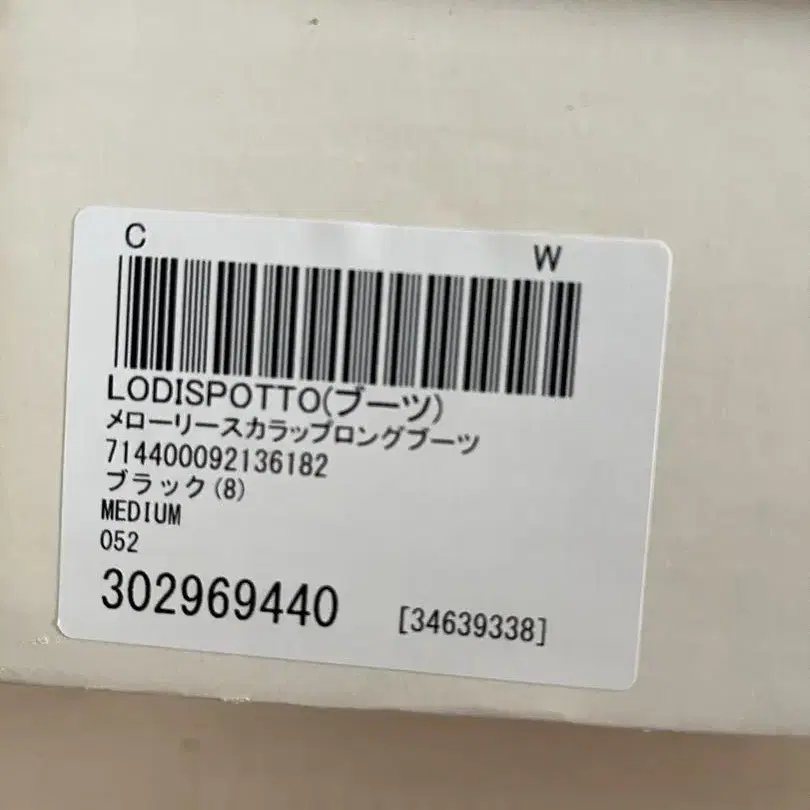 C W
LODISPOTTO(ブーツ)
メローリースカラップロングブーツ
714400092136182
ブラック(8)
MEDIUM
052
302969440 [34639338]